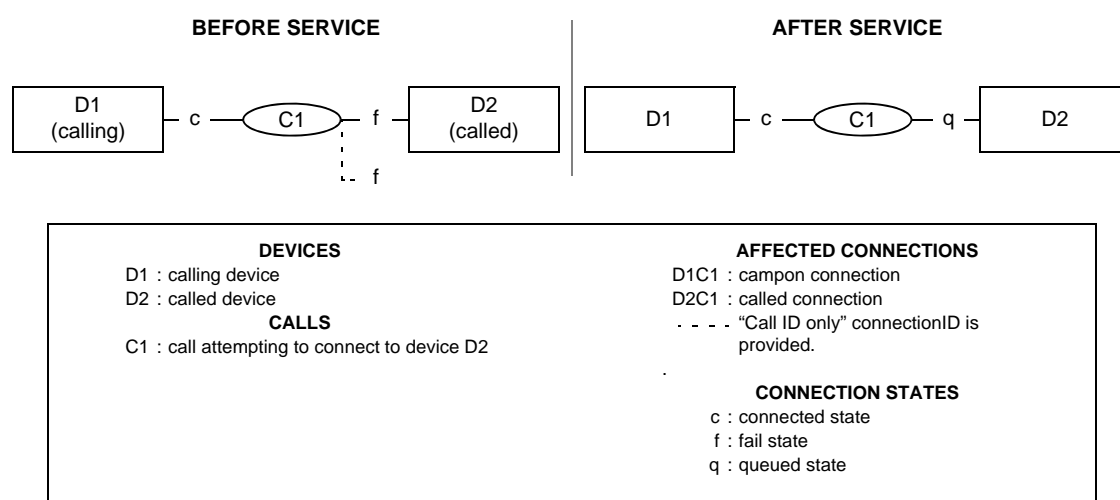 BEFORE SERVICE
AFTER SERVICE
D1
(calling)
c
C1
f
D2
(called)
f
D1
c
C1
q
D2
DEVICES
D1 : calling device
D2 : called device
CALLS
C1 : call attempting to connect to device D2
AFFECTED CONNECTIONS
D1C1 : campon connection
D2C1 : called connection
- - - - “Call ID only” connectionID is
provided.
.
CONNECTION STATES
c : connected state
f : fail state
q : queued state